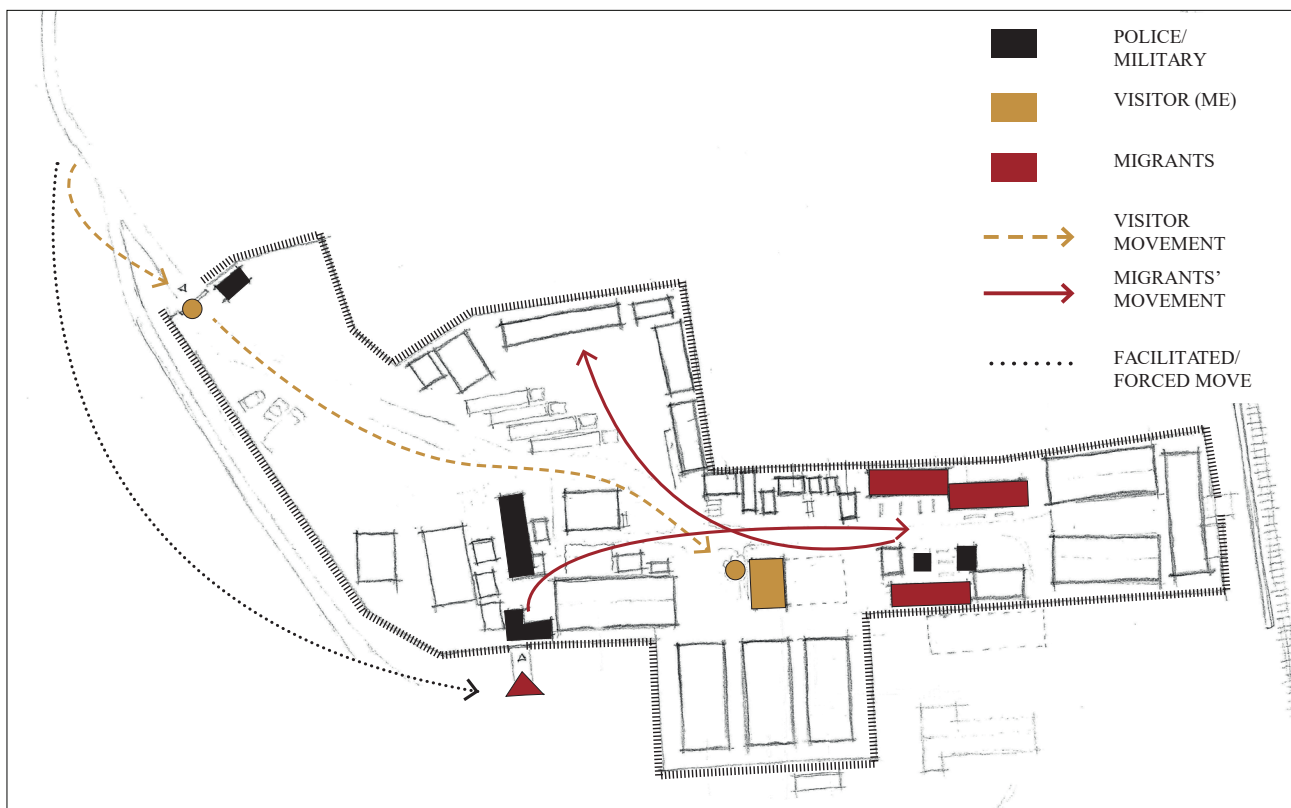 POLICE/
MILITARY
VISITOR (ME)
MIGRANTS
VISITOR
MOVEMENT
MIGRANTS’
MOVEMENT
FACILITATED/
FORCED MOVE